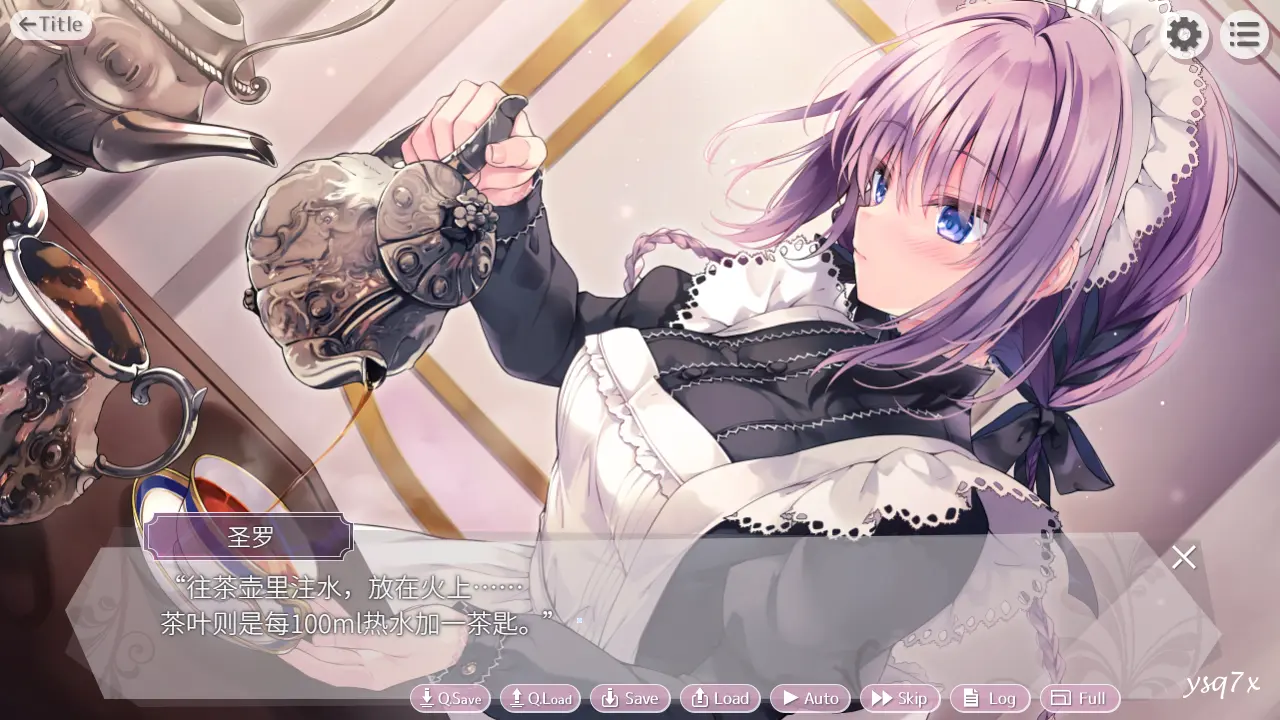 ←Title
圣罗
“往茶壶里注水，放在火上……
茶叶则是每100ml热水加一茶匙。”
Q.Save
Q.Load
Save
Load
Auto
Skip
Log
Full
ysq7x